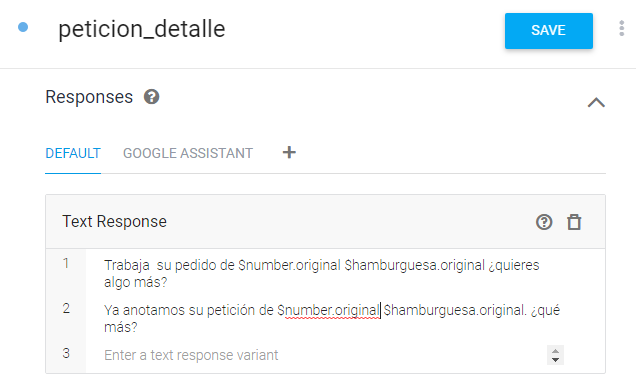 peticion_detalle
SAVE
Responses
DEFAULT
GOOGLE ASSISTANT
Text Response
1
Trabaja  su pedido de $number.original $hamburguesa.original ¿quieres
algo más?
2
Ya anotamos su petición de $number.original $hamburguesa.original. ¿qué
más?
3
Enter a text response variant